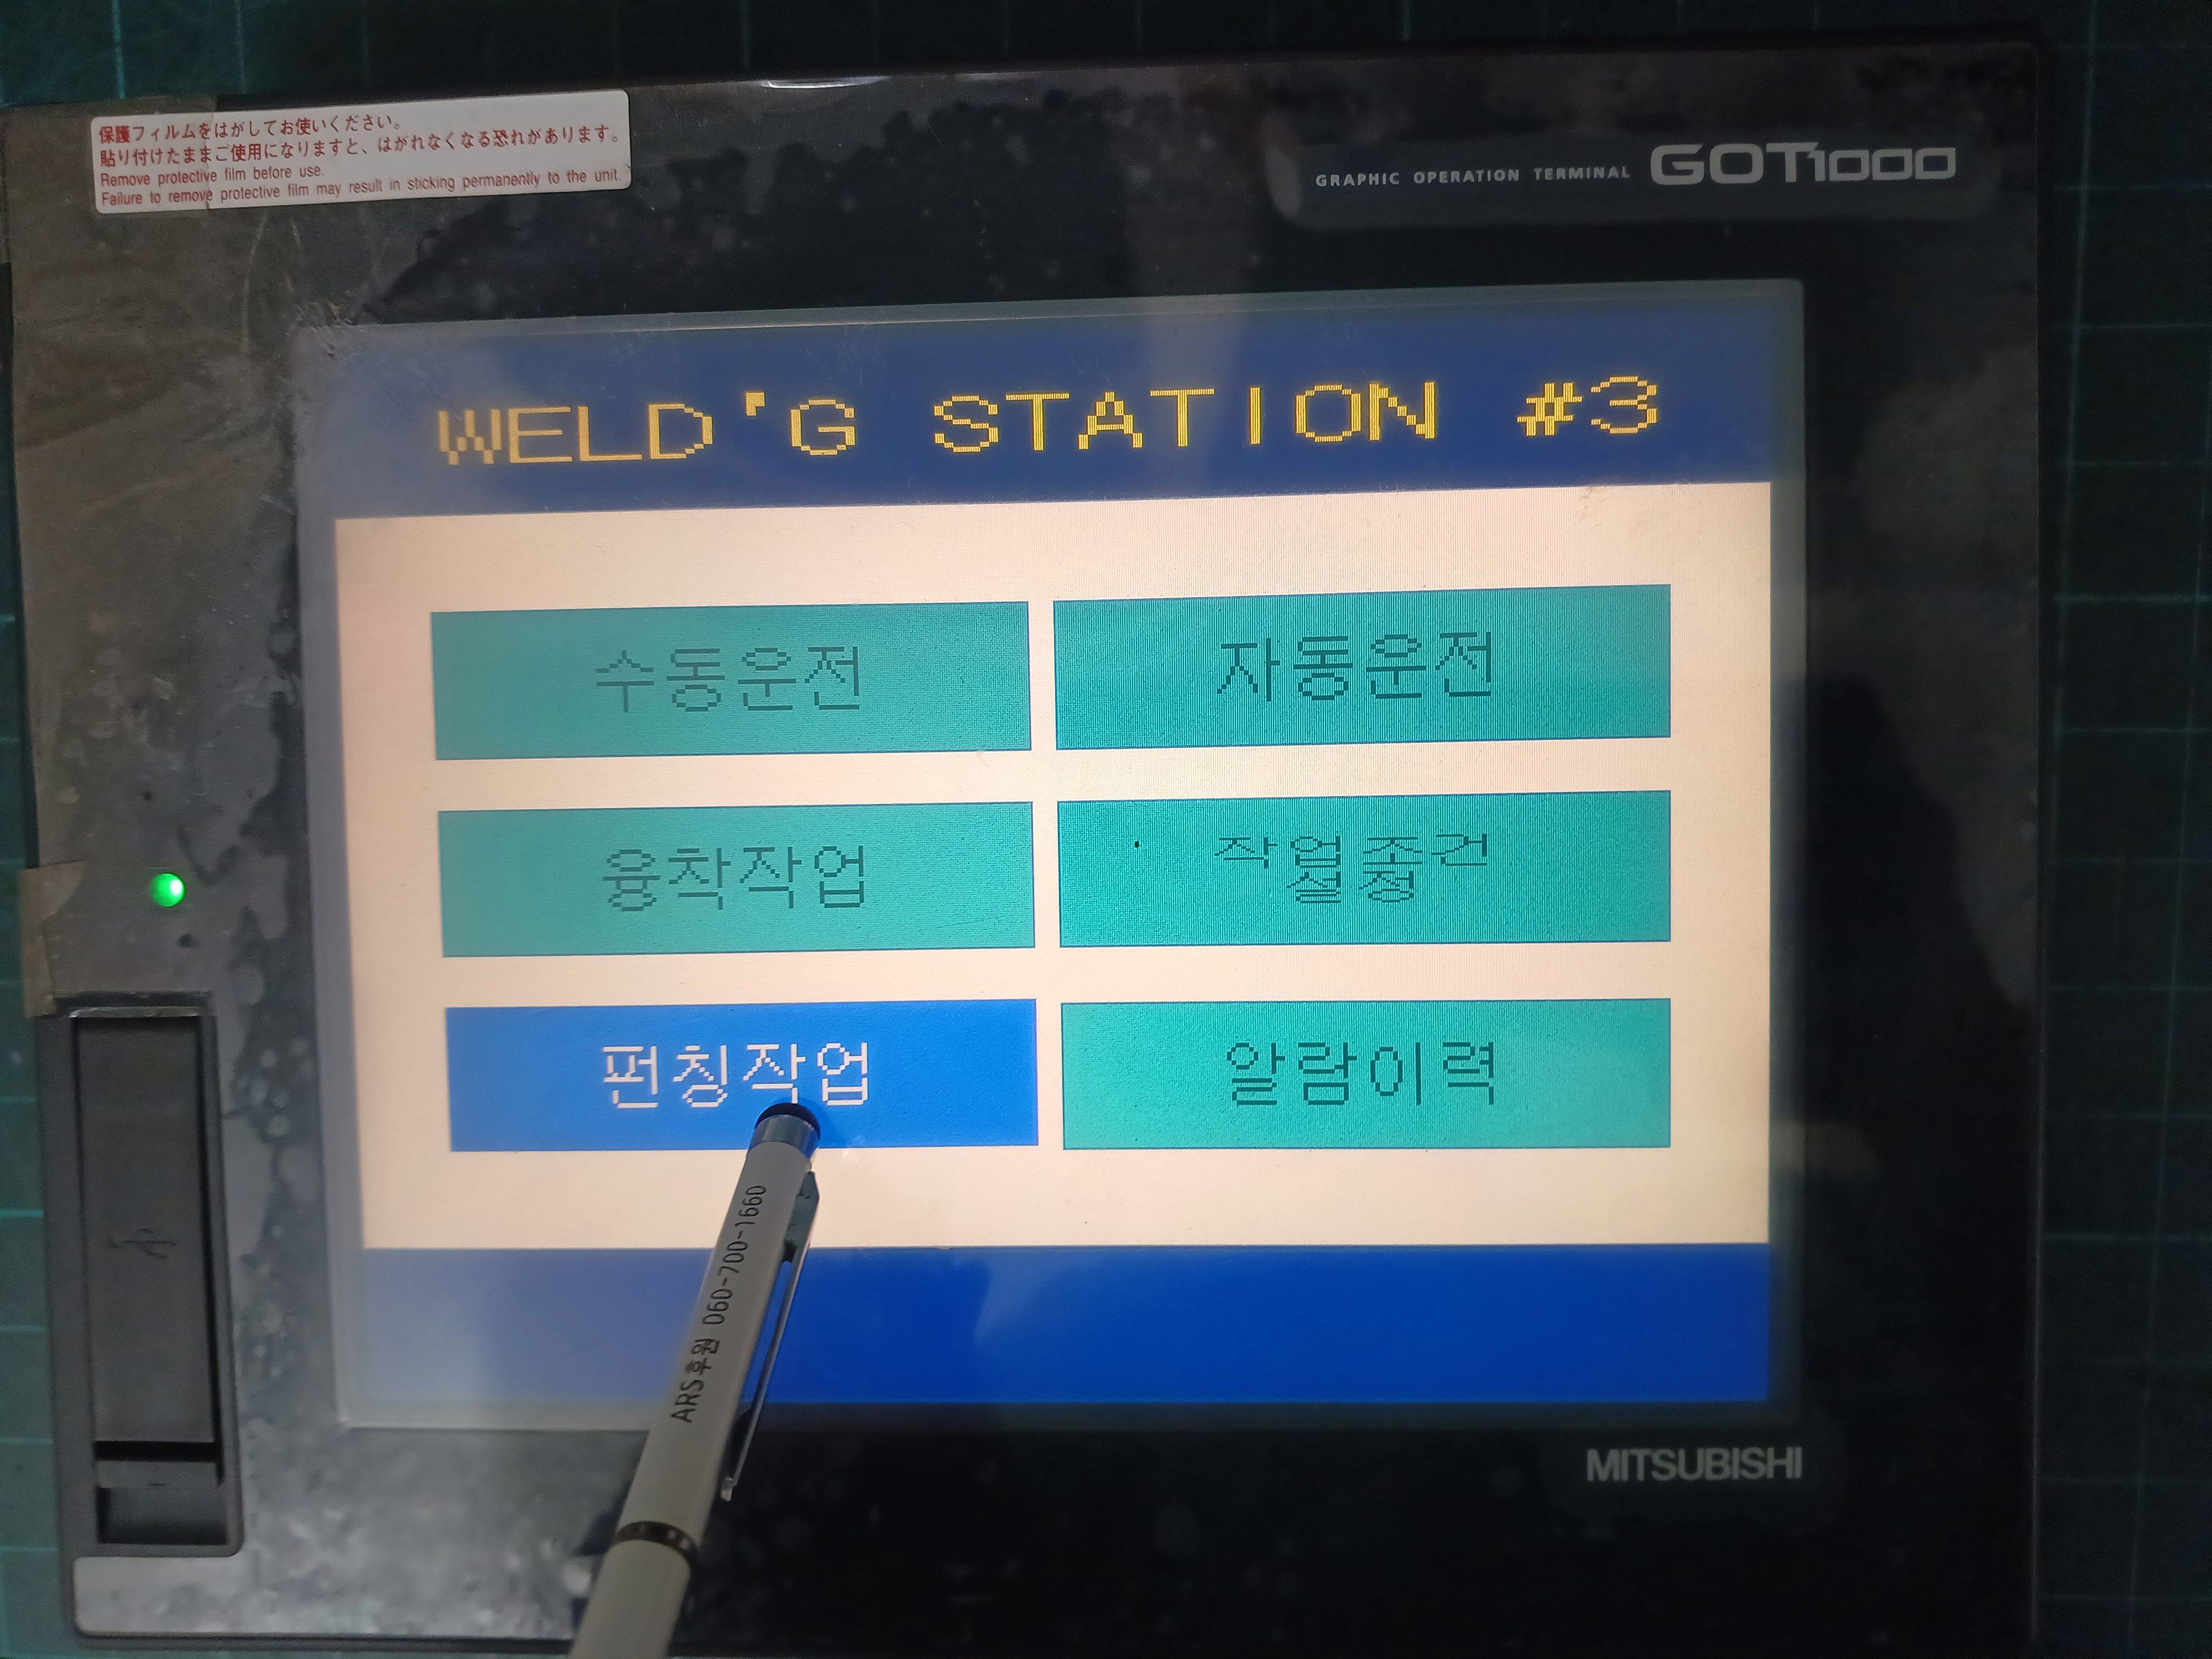 保護フィルムをはがしてお使いください。
貼り付けたままご使用になりますと、はがれなくなる恐れがあります。
Remove protective film before use.
Failure to remove protective film may result in sticking permanently to the unit.
GRAPHIC OPERATION TERMINAL GOT1000
WELD'G STATION #3
수동운전
자동운전
융착작업
작업조건
설정
펀칭작업
알람이력
ARS후원 060-700-1660
MITSUBISHI